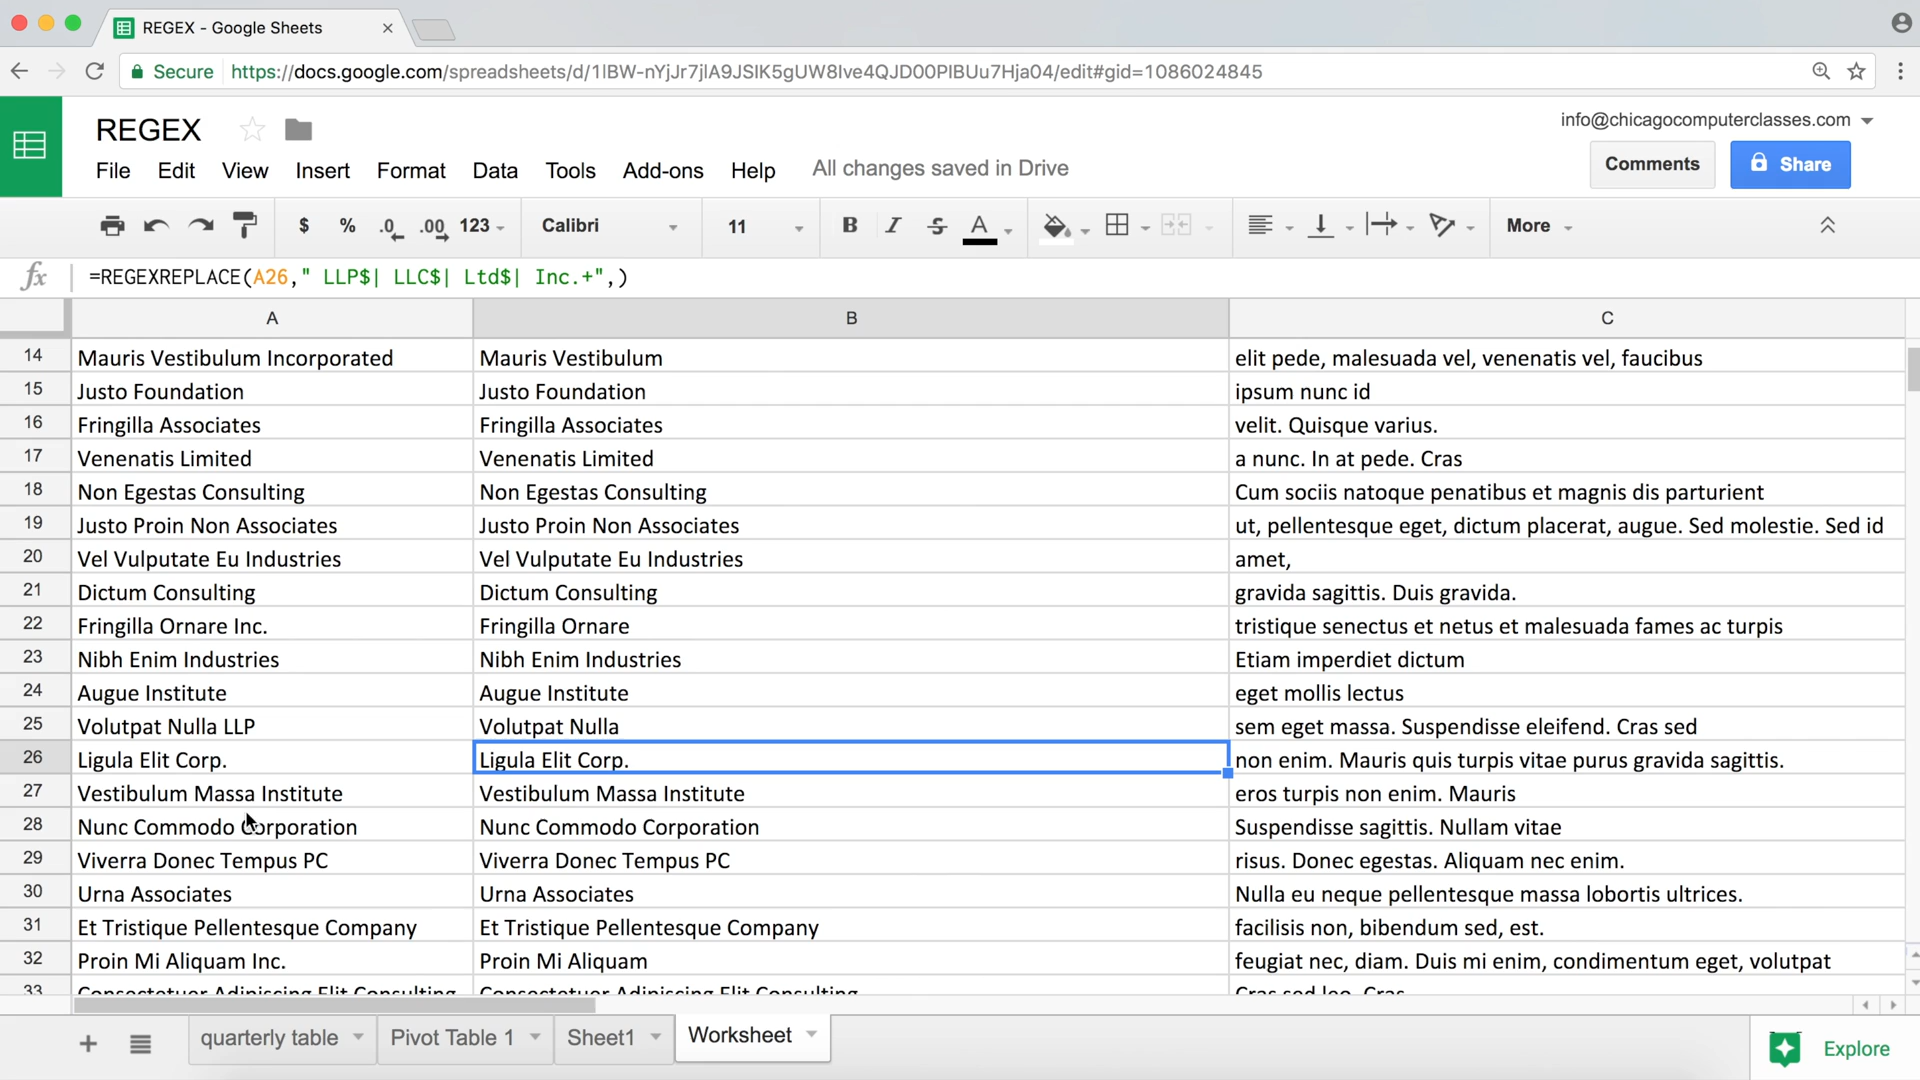 REGEX - Google Sheets
Secure https://docs.google.com/spreadsheets/d/1lBW-nYjJr7jlA9JSIK5gUW8Ive4QJD00PIBUu7Hja04/edit#gid=1086024845
REGEX
info@chicagocomputerclasses.com
File Edit View Insert Format Data Tools Add-ons Help All changes saved in Drive
Comments Share
$ % .0 .00 123 Calibri 11 B I S A More
fx =REGEXREPLACE(A26," LLP$| LLC$| Ltd$| Inc.+",)
A B C
14 Mauris Vestibulum Incorporated Mauris Vestibulum elit pede, malesuada vel, venenatis vel, faucibus
15 Justo Foundation Justo Foundation ipsum nunc id
16 Fringilla Associates Fringilla Associates velit. Quisque varius.
17 Venenatis Limited Venenatis Limited a nunc. In at pede. Cras
18 Non Egestas Consulting Non Egestas Consulting Cum sociis natoque penatibus et magnis dis parturient
19 Justo Proin Non Associates Justo Proin Non Associates ut, pellentesque eget, dictum placerat, augue. Sed molestie. Sed id
20 Vel Vulputate Eu Industries Vel Vulputate Eu Industries amet,
21 Dictum Consulting Dictum Consulting gravida sagittis. Duis gravida.
22 Fringilla Ornare Inc. Fringilla Ornare tristique senectus et netus et malesuada fames ac turpis
23 Nibh Enim Industries Nibh Enim Industries Etiam imperdiet dictum
24 Augue Institute Augue Institute eget mollis lectus
25 Volutpat Nulla LLP Volutpat Nulla sem eget massa. Suspendisse eleifend. Cras sed
26 Ligula Elit Corp. Ligula Elit Corp. non enim. Mauris quis turpis vitae purus gravida sagittis.
27 Vestibulum Massa Institute Vestibulum Massa Institute eros turpis non enim. Mauris
28 Nunc Commodo Corporation Nunc Commodo Corporation Suspendisse sagittis. Nullam vitae
29 Viverra Donec Tempus PC Viverra Donec Tempus PC risus. Donec egestas. Aliquam nec enim.
30 Urna Associates Urna Associates Nulla eu neque pellentesque massa lobortis ultrices.
31 Et Tristique Pellentesque Company Et Tristique Pellentesque Company facilisis non, bibendum sed, est.
32 Proin Mi Aliquam Inc. Proin Mi Aliquam feugiat nec, diam. Duis mi enim, condimentum eget, volutpat
33 Consectetuer Adipiscing Elit Consulting Consectetuer Adipiscing Elit Consulting Cras sed leo. Cras
quarterly table Pivot Table 1 Sheet1 Worksheet Explore